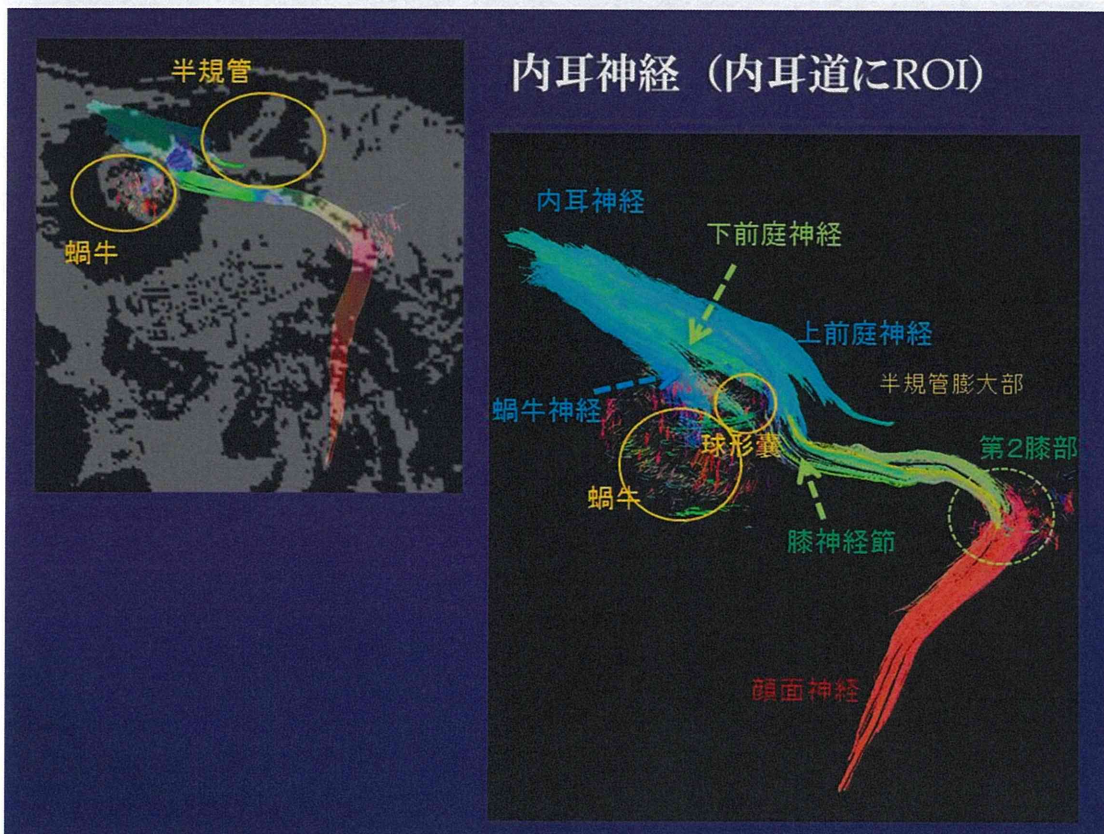 内耳神経（内耳道にROI）
半規管
蝸牛
内耳神経
下前庭神経
上前庭神経
半規管膨大部
蝸牛神経
球形嚢
第2膝部
蝸牛
膝神経節
顔面神経